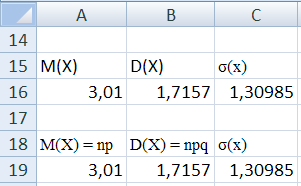 A B C
14
15 M(X) D(X) σ(x)
16 3,01 1,7157 1,30985
17
18 M(X) = np D(X) = npq σ(x)
19 3,01 1,7157 1,30985